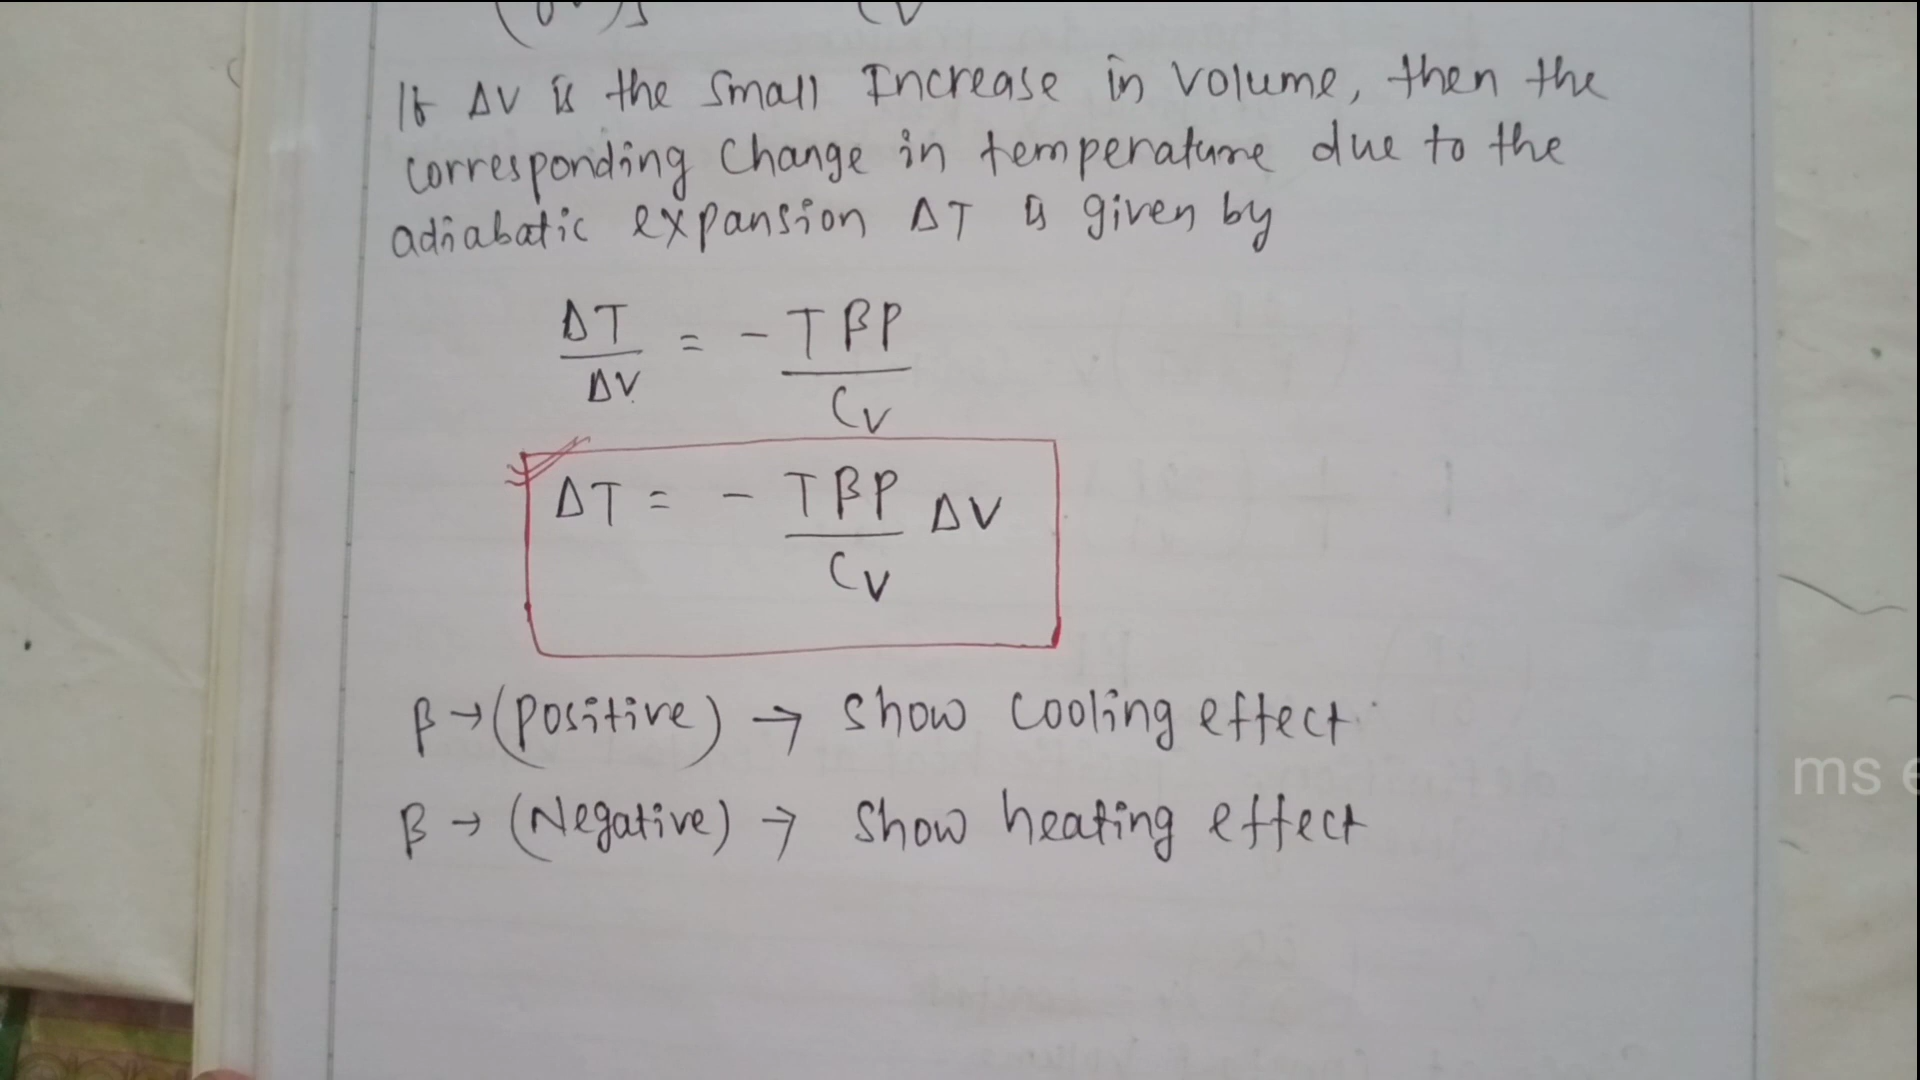 If ΔV is the small Increase in volume, then the
corresponding change in temperature due to the
adiabatic expansion ΔT is given by
ΔT/ΔV = - TβP/CV
ΔT = - TβP/CV ΔV
β → (positive) → show cooling effect.
β → (Negative) → show heating effect
ms